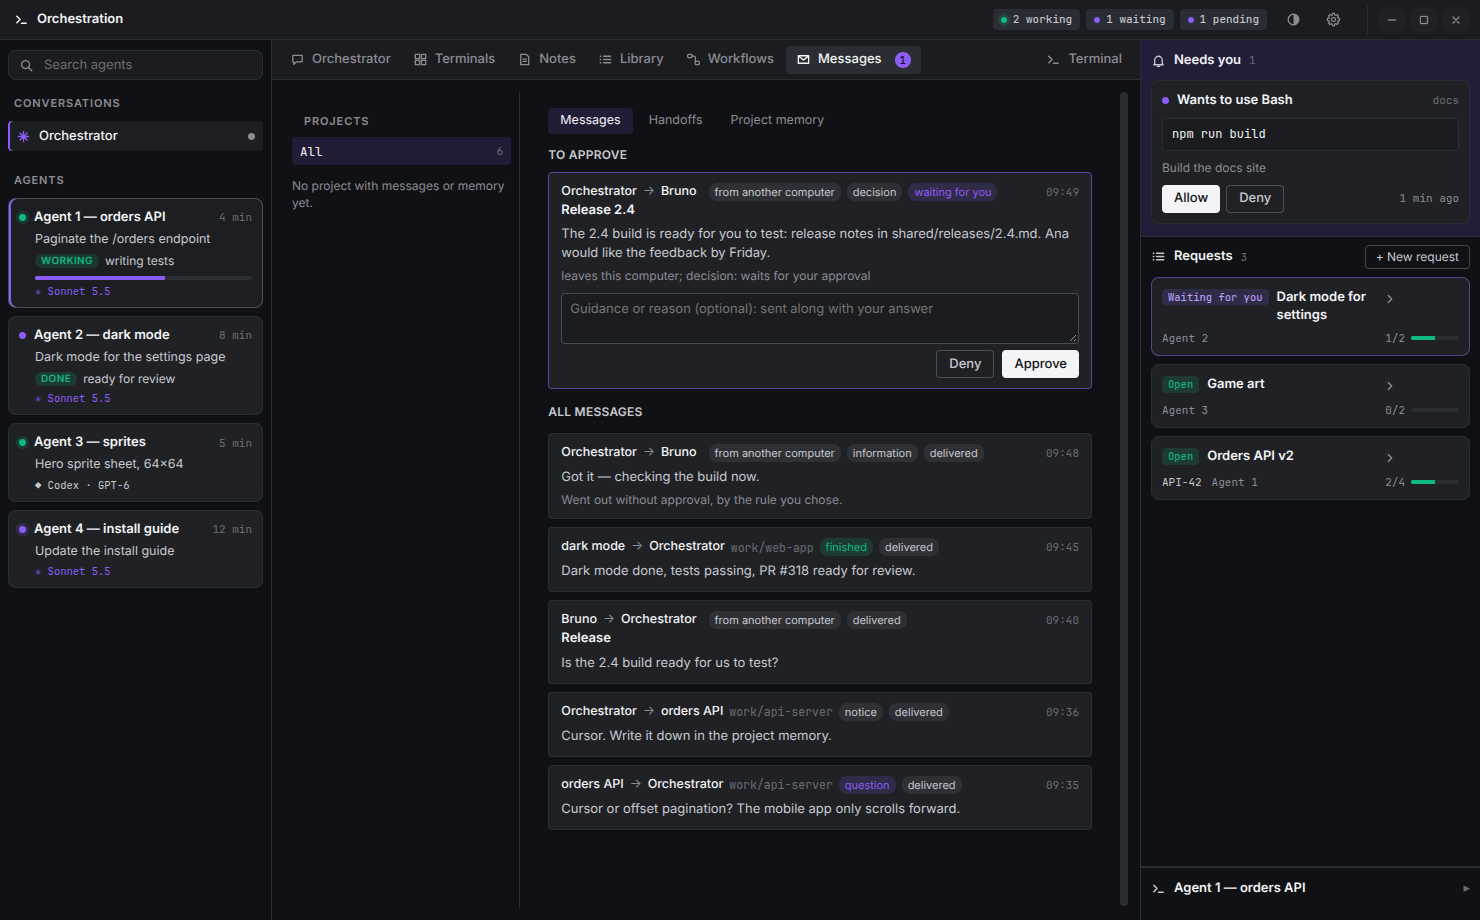 Orchestration
2 working
1 waiting
1 pending
Search agents
CONVERSATIONS
Orchestrator
AGENTS
Agent 1 — orders API
4 min
Paginate the /orders endpoint
WORKING writing tests
✳ Sonnet 5.5
Agent 2 — dark mode
8 min
Dark mode for the settings page
DONE ready for review
✳ Sonnet 5.5
Agent 3 — sprites
5 min
Hero sprite sheet, 64×64
◆ Codex · GPT-6
Agent 4 — install guide
12 min
Update the install guide
✳ Sonnet 5.5
Orchestrator
Terminals
Notes
Library
Workflows
Messages 1
Terminal
PROJECTS
All 6
No project with messages or memory
yet.
Messages
Handoffs
Project memory
TO APPROVE
Orchestrator → Bruno from another computer decision waiting for you 09:49
Release 2.4
The 2.4 build is ready for you to test: release notes in shared/releases/2.4.md. Ana
would like the feedback by Friday.
leaves this computer; decision: waits for your approval
Guidance or reason (optional): sent along with your answer
Deny
Approve
ALL MESSAGES
Orchestrator → Bruno from another computer information delivered 09:48
Got it — checking the build now.
Went out without approval, by the rule you chose.
dark mode → Orchestrator work/web-app finished delivered 09:45
Dark mode done, tests passing, PR #318 ready for review.
Bruno → Orchestrator from another computer delivered 09:40
Release
Is the 2.4 build ready for us to test?
Orchestrator → orders API work/api-server notice delivered 09:36
Cursor. Write it down in the project memory.
orders API → Orchestrator work/api-server question delivered 09:35
Cursor or offset pagination? The mobile app only scrolls forward.
Needs you 1
Wants to use Bash
docs
npm run build
Build the docs site
Allow
Deny
1 min ago
Requests 3
+ New request
Waiting for you Dark mode for
settings
Agent 2
1/2
Open Game art
Agent 3
0/2
Open Orders API v2
API-42 Agent 1
2/4
Agent 1 — orders API